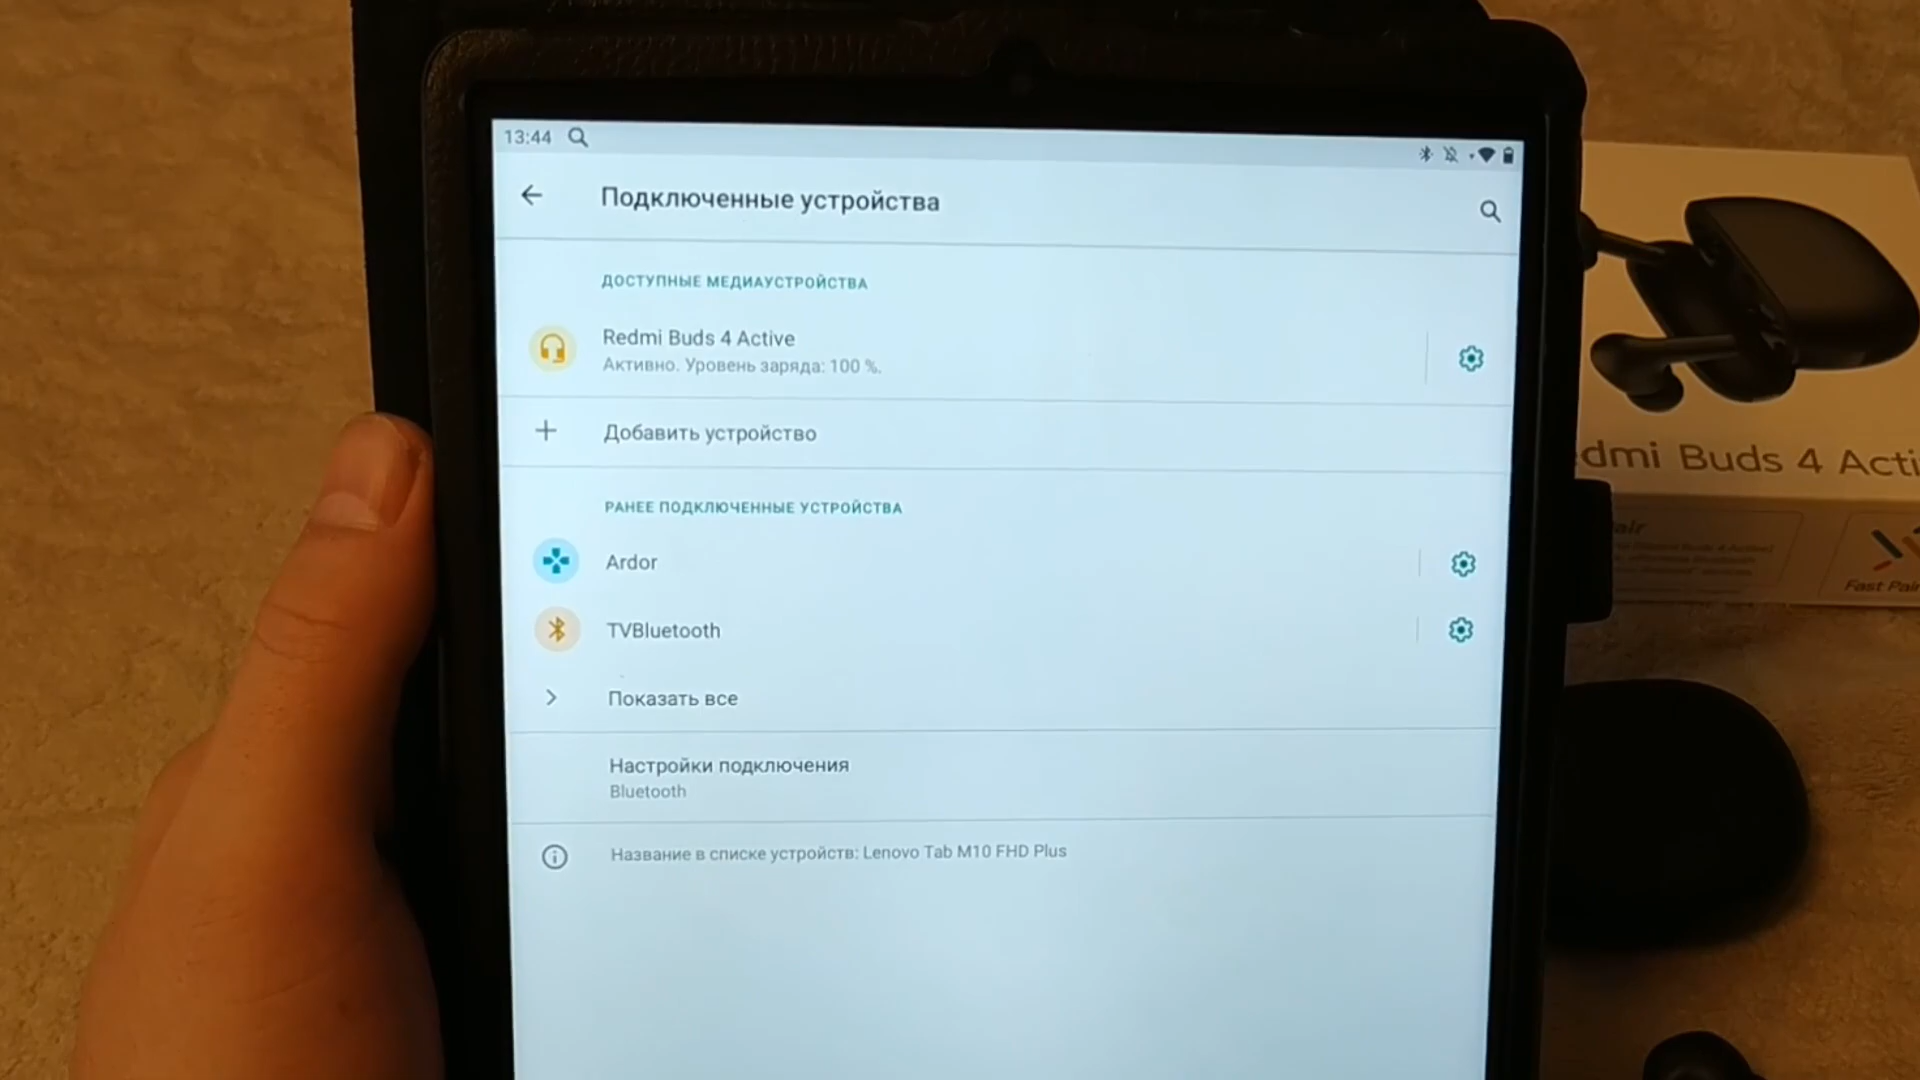 13:44
Подключенные устройства
ДОСТУПНЫЕ МЕДИАУСТРОЙСТВА
Redmi Buds 4 Active
Активно. Уровень заряда: 100 %.
Добавить устройство
РАНЕЕ ПОДКЛЮЧЕННЫЕ УСТРОЙСТВА
Ardor
TVBluetooth
Показать все
Настройки подключения
Bluetooth
Название в списке устройств: Lenovo Tab M10 FHD Plus
dmi Buds 4 Acti
air
Fast Pair